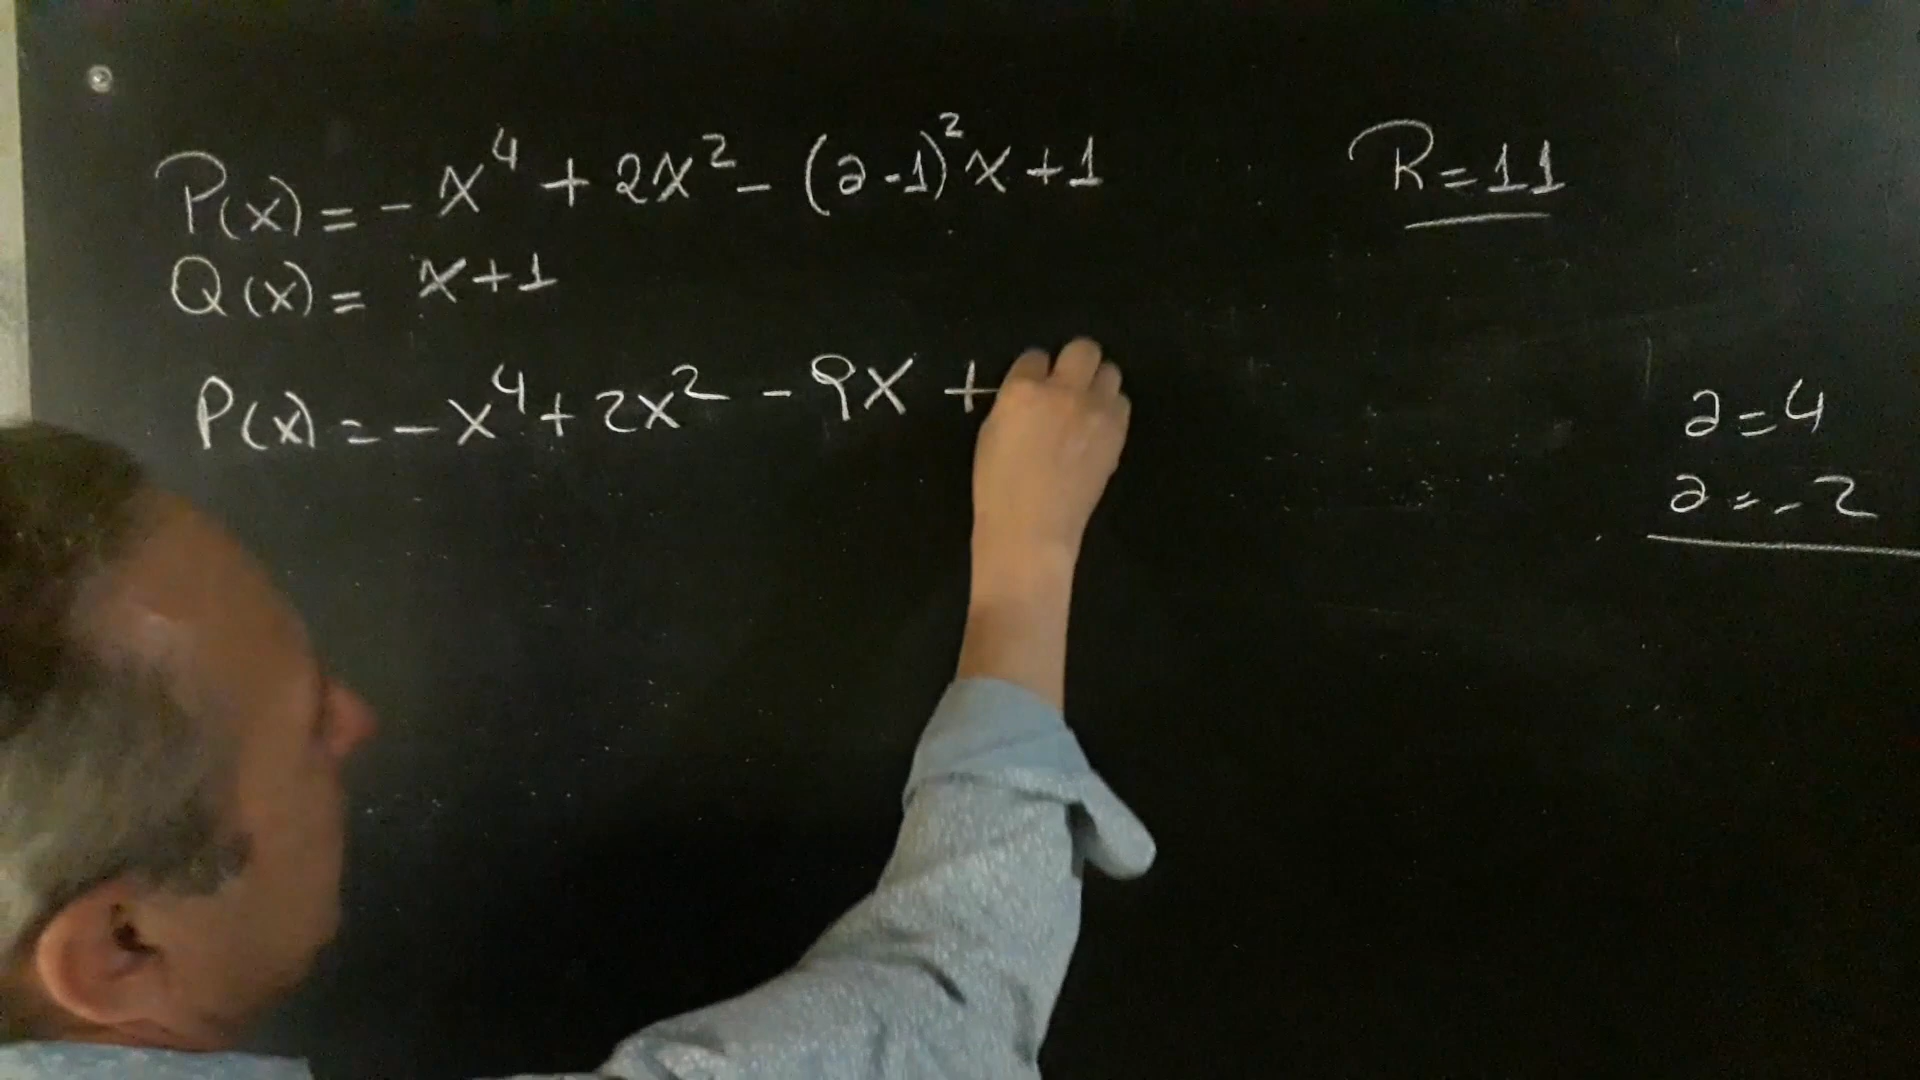 P(x) = - x⁴ + 2x² - (a-1)²x + 1
R = 11
Q(x) = x+1
P(x) = - x⁴ + 2x² - 9x +
a = 4
a = -2